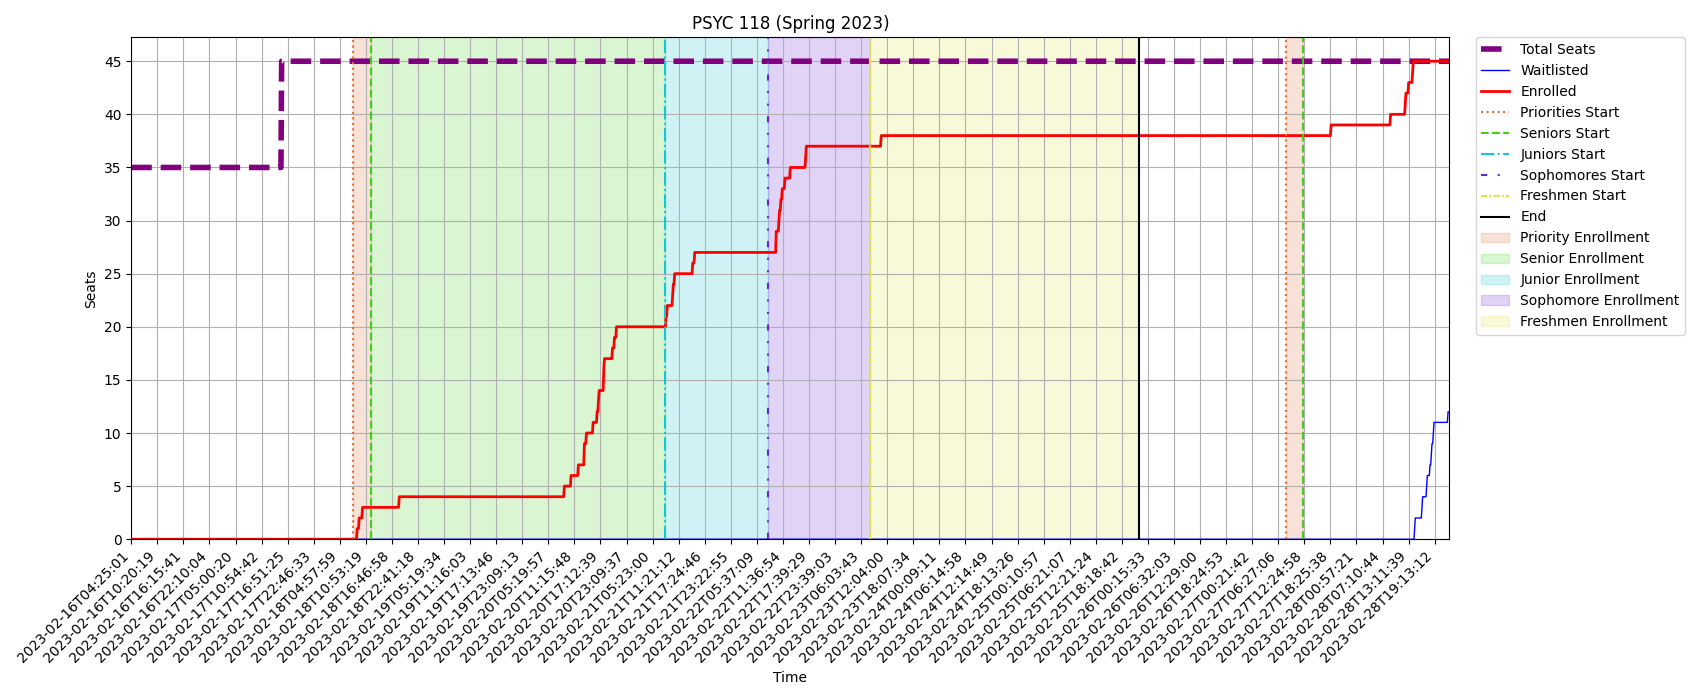 PSYC 118 (Spring 2023)
Seats
45
40
35
30
25
20
15
10
5
0
2023-02-16T04:25:01
2023-02-16T10:20:19
2023-02-16T16:15:41
2023-02-16T22:10:04
2023-02-17T05:00:20
2023-02-17T10:54:42
2023-02-17T16:51:25
2023-02-17T22:46:33
2023-02-18T04:57:59
2023-02-18T10:53:19
2023-02-18T16:46:58
2023-02-18T22:41:18
2023-02-19T05:19:34
2023-02-19T11:16:03
2023-02-19T17:13:46
2023-02-19T23:09:13
2023-02-20T05:19:57
2023-02-20T11:15:48
2023-02-20T17:12:39
2023-02-20T23:09:37
2023-02-21T05:23:00
2023-02-21T11:21:12
2023-02-21T17:24:46
2023-02-21T23:22:55
2023-02-22T05:37:09
2023-02-22T11:36:54
2023-02-22T17:39:29
2023-02-22T23:39:03
2023-02-23T06:03:43
2023-02-23T12:04:00
2023-02-23T18:07:34
2023-02-24T00:09:11
2023-02-24T06:14:58
2023-02-24T12:14:49
2023-02-24T18:13:26
2023-02-25T00:10:57
2023-02-25T06:21:07
2023-02-25T12:21:24
2023-02-25T18:18:42
2023-02-26T00:15:33
2023-02-26T06:32:03
2023-02-26T12:29:00
2023-02-26T18:24:53
2023-02-27T00:21:42
2023-02-27T06:27:06
2023-02-27T12:24:58
2023-02-27T18:25:38
2023-02-28T00:57:21
2023-02-28T07:10:44
2023-02-28T13:11:39
2023-02-28T19:13:12
Time
Total Seats
Waitlisted
Enrolled
Priorities Start
Seniors Start
Juniors Start
Sophomores Start
Freshmen Start
End
Priority Enrollment
Senior Enrollment
Junior Enrollment
Sophomore Enrollment
Freshmen Enrollment